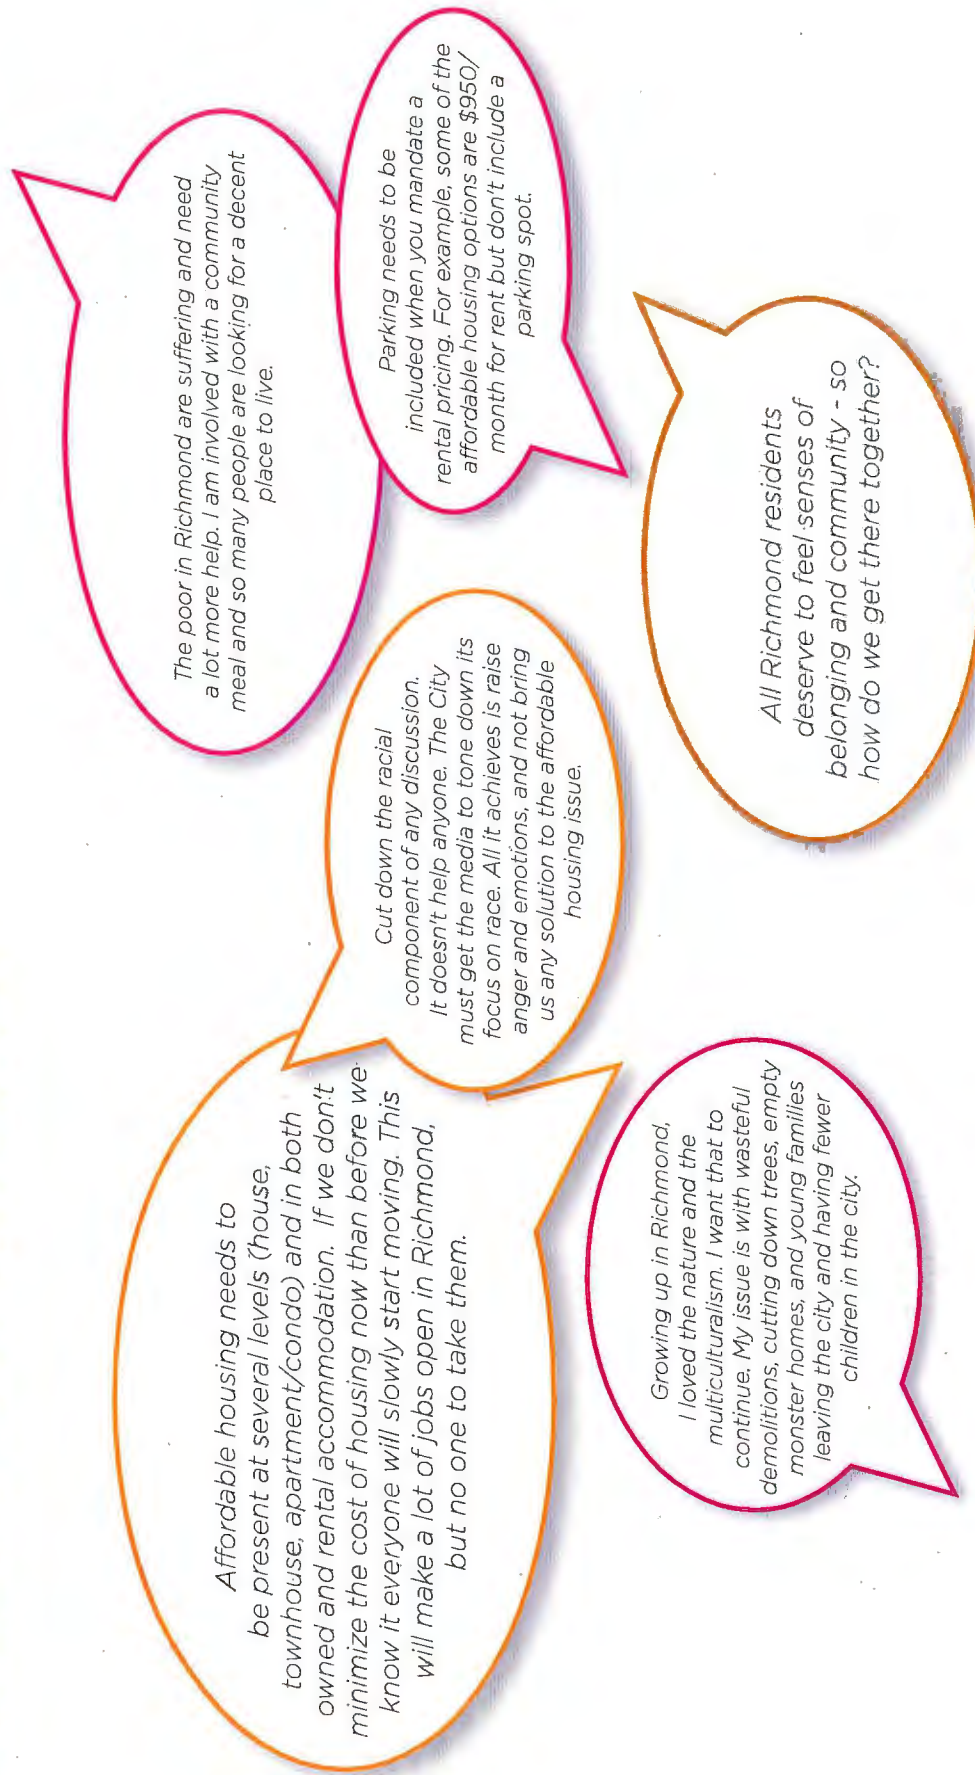 Affordable housing needs to
be present at several levels (house,
townhouse, apartment/condo) and in both
owned and rental accommodation. If we don't
minimize the cost of housing now than before we
know it everyone will slowly start moving. This
will make a lot of jobs open in Richmond,
but no one to take them.
Cut down the racial
component of any discussion.
It doesn't help anyone. The City
must get the media to tone down its
focus on race. All it achieves is raise
anger and emotions, and not bring
us any solution to the affordable
housing issue.
The poor in Richmond are suffering and need
a lot more help. I am involved with a community
meal and so many people are looking for a decent
place to live.
Parking needs to be
included when you mandate a
rental pricing. For example, some of the
affordable housing options are $950/
month for rent but don't include a
parking spot.
Growing up in Richmond,
I loved the nature and the
multiculturalism. I want that to
continue. My issue is with wasteful
demolitions, cutting down trees, empty
monster homes, and young families
leaving the city and having fewer
children in the city.
All Richmond residents
deserve to feel senses of
belonging and community - so
how do we get there together?